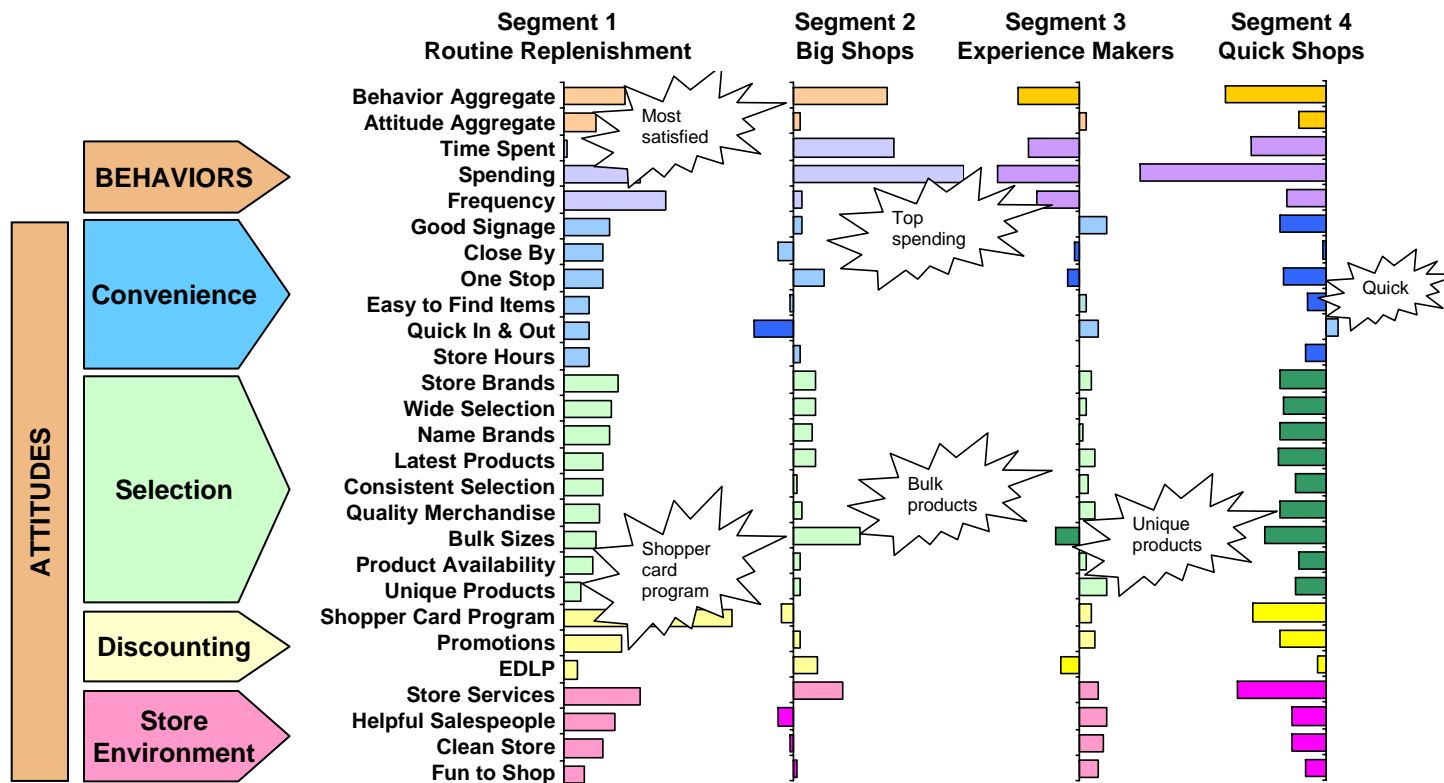 Segment 1
Routine Replenishment
Segment 2
Big Shops
Segment 3
Experience Makers
Segment 4
Quick Shops
Behavior Aggregate
Attitude Aggregate
Time Spent
Spending
Frequency
Good Signage
Close By
One Stop
Easy to Find Items
Quick In & Out
Store Hours
Store Brands
Wide Selection
Name Brands
Latest Products
Consistent Selection
Quality Merchandise
Bulk Sizes
Product Availability
Unique Products
Shopper Card Program
Promotions
EDLP
Store Services
Helpful Salespeople
Clean Store
Fun to Shop
BEHAVIORS
ATTITUDES
Convenience
Selection
Discounting
Store
Environment
Most
satisfied
Top
spending
Quick
Bulk
products
Unique
products
Shopper
card
program